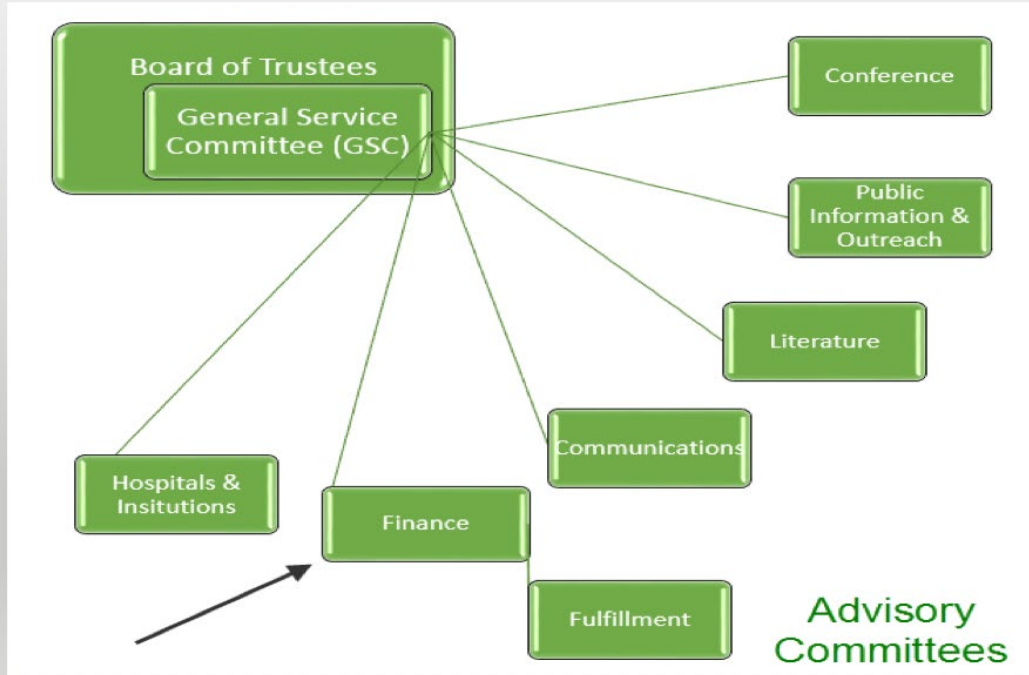 Board of Trustees
General Service
Committee (GSC)
Conference
Public
Information &
Outreach
Literature
Communications
Hospitals &
Insitutions
Finance
Fulfillment
Advisory
Committees